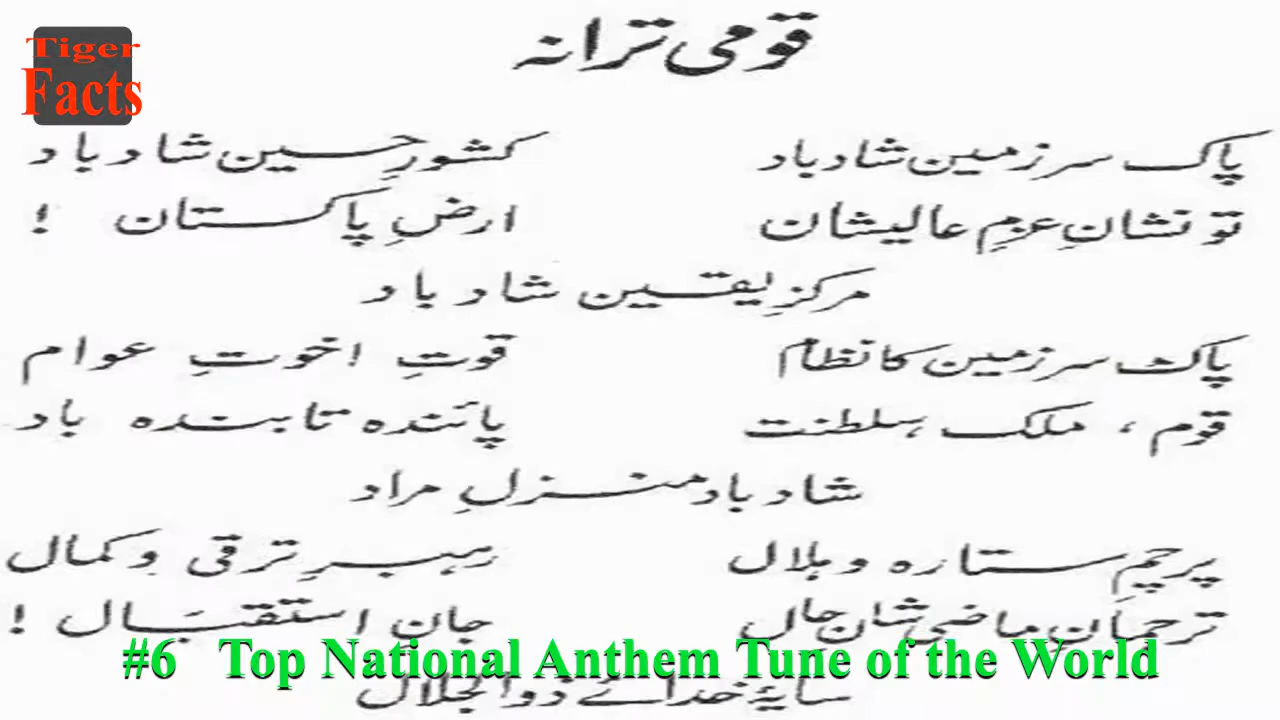 Tiger
Facts
قومی ترانہ
پاک سرزمین شاد باد کشورِ حسین شاد باد
تو نشانِ عزمِ عالیشان ارضِ پاکستان !
مرکزِ یقین شاد باد
پاک سرزمین کا نظام قوتِ اخوتِ عوام
قوم ، ملک ، سلطنت پائندہ تابندہ باد
شاد باد منزلِ مراد
پرچمِ ستارہ و ہلال رہبرِ ترقی و کمال
ترجمانِ ماضی شانِ حال جانِ استقبال !
#6 Top National Anthem Tune of the World
سایۂ خدائے ذوالجلال